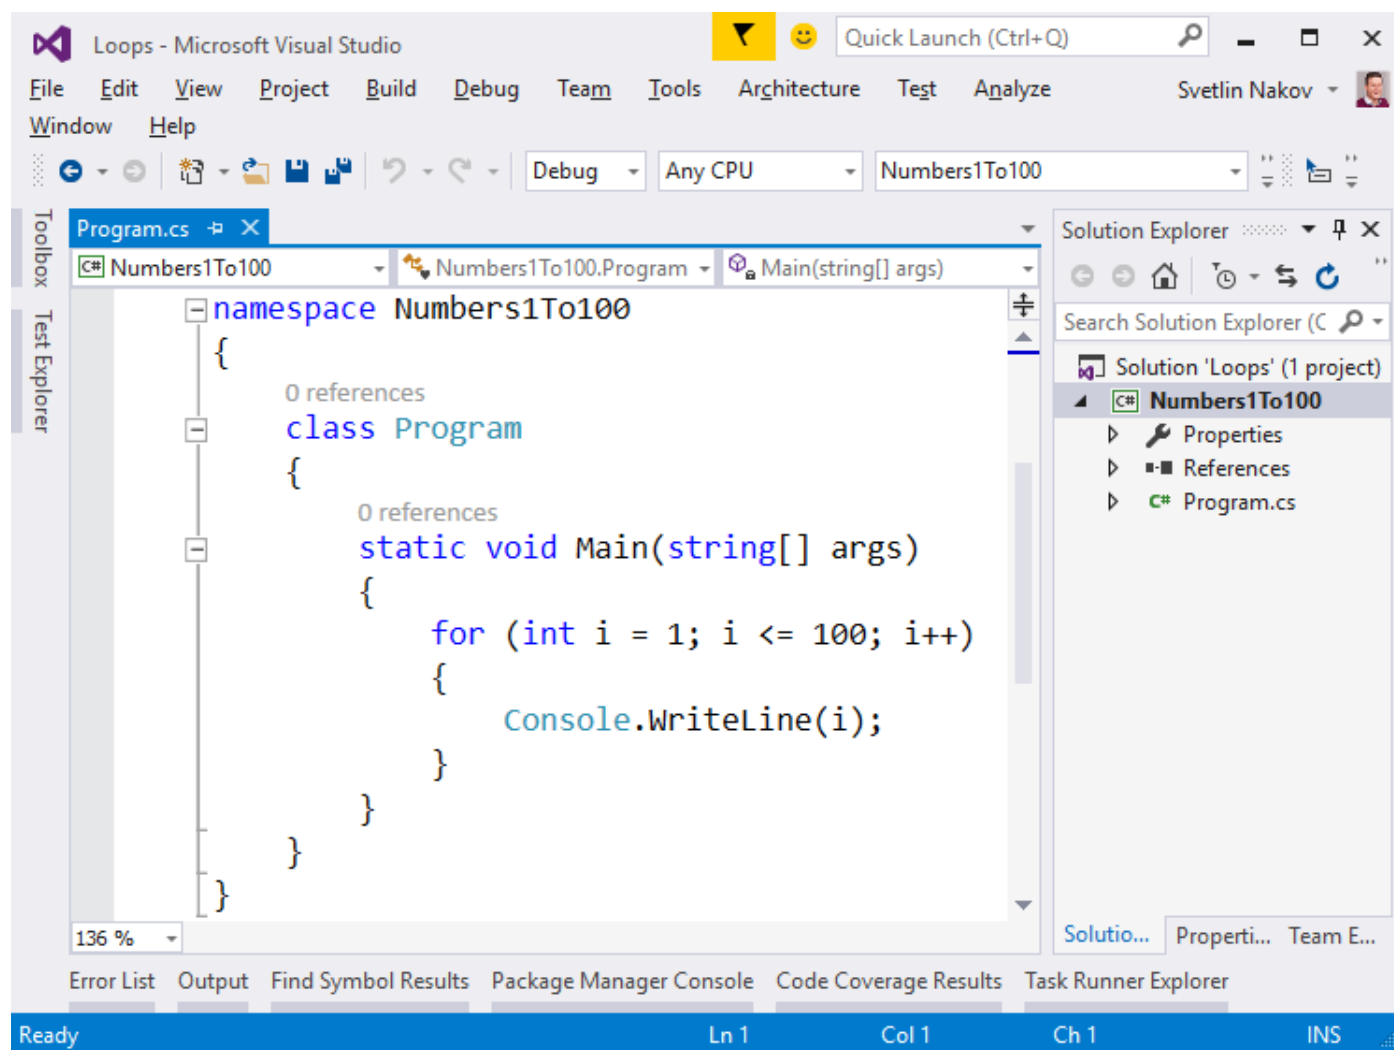 Loops - Microsoft Visual Studio
Quick Launch (Ctrl+Q)
File Edit View Project Build Debug Team Tools Architecture Test Analyze Svetlin Nakov
Window Help
Debug Any CPU Numbers1To100
Toolbox
Test Explorer
Program.cs
C# Numbers1To100 Numbers1To100.Program Main(string[] args)
namespace Numbers1To100
{
0 references
class Program
{
0 references
static void Main(string[] args)
{
for (int i = 1; i <= 100; i++)
{
Console.WriteLine(i);
}
}
}
}
136 %
Solution Explorer
Search Solution Explorer (C
Solution 'Loops' (1 project)
C# Numbers1To100
Properties
References
C# Program.cs
Solutio... Properti... Team E...
Error List Output Find Symbol Results Package Manager Console Code Coverage Results Task Runner Explorer
Ready Ln 1 Col 1 Ch 1 INS